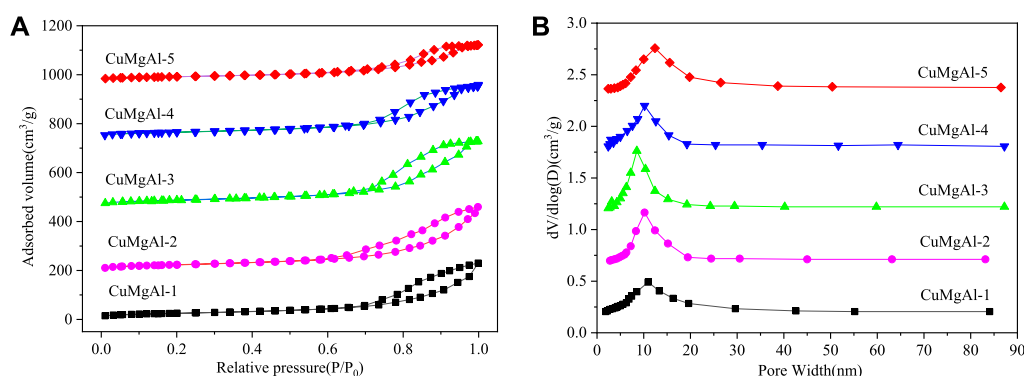 A
1200
1000
800
600
400
200
0
0.0 0.2 0.4 0.6 0.8 1.0
Adsorbed volume(cm³/g)
Relative pressure(P/P₀)
CuMgAl-5
CuMgAl-4
CuMgAl-3
CuMgAl-2
CuMgAl-1
B
3.0
2.5
2.0
1.5
1.0
0.5
0.0
0 10 20 30 40 50 60 70 80 90
dV/dlog(D)(cm³/g)
Pore Width(nm)
CuMgAl-5
CuMgAl-4
CuMgAl-3
CuMgAl-2
CuMgAl-1